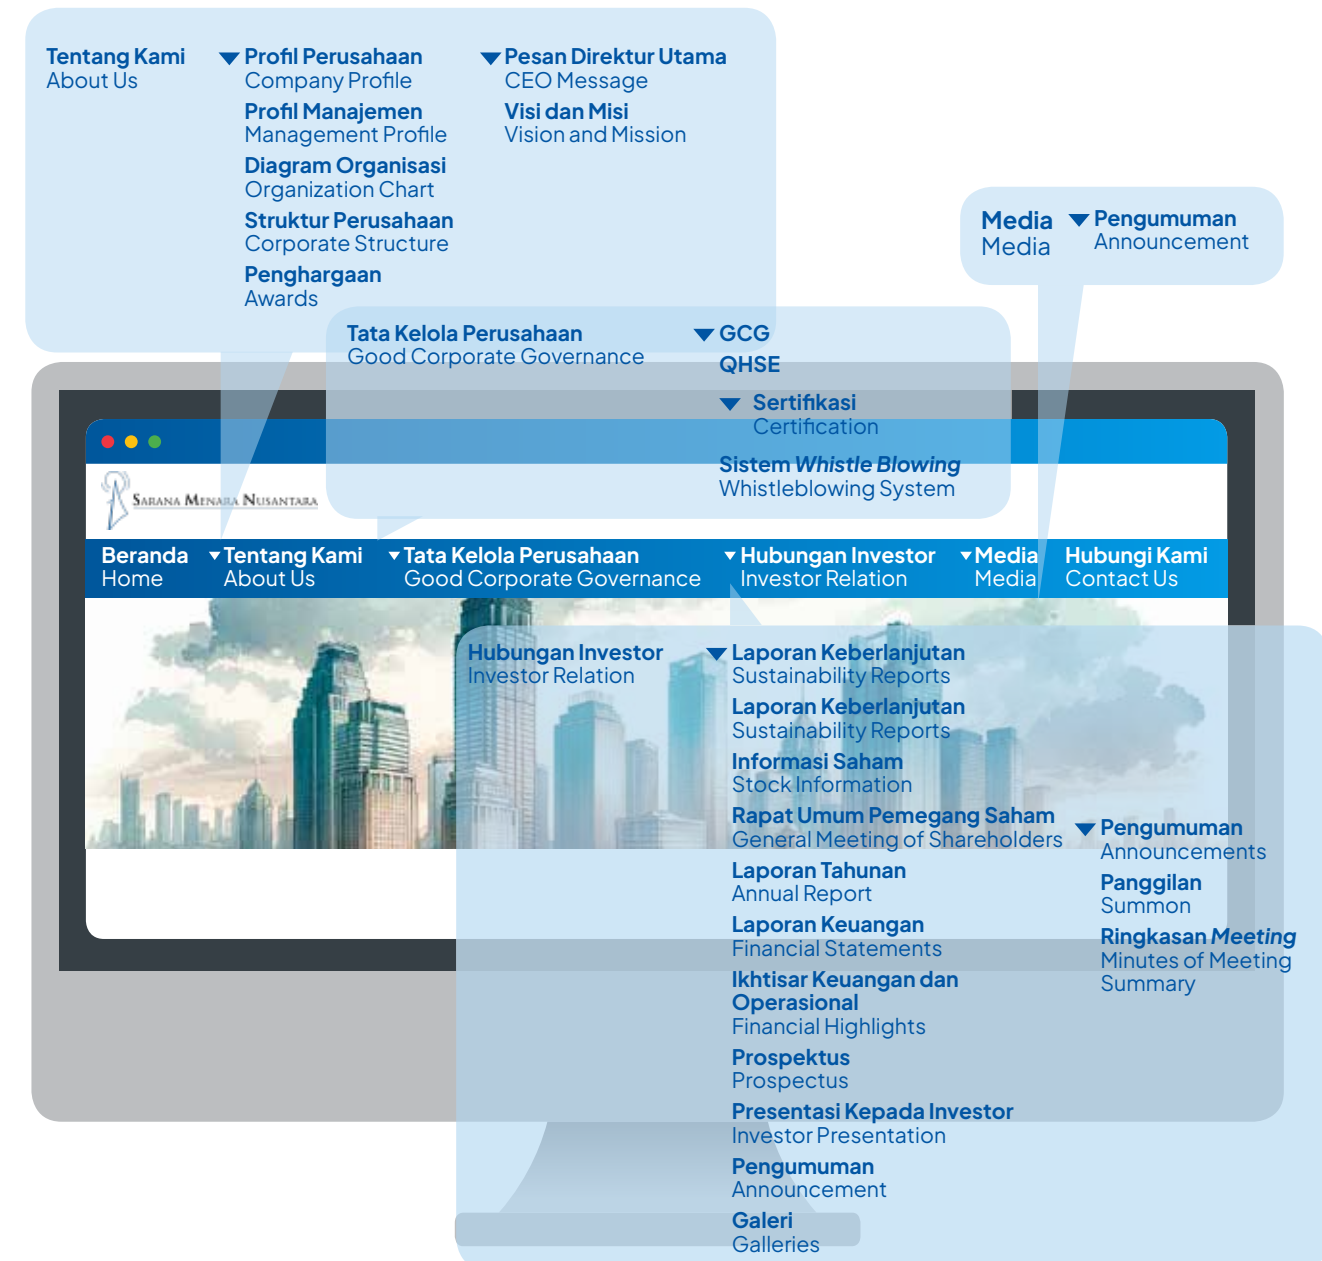 Tentang Kami
About Us
Profil Perusahaan
Company Profile
Profil Manajemen
Management Profile
Diagram Organisasi
Organization Chart
Struktur Perusahaan
Corporate Structure
Penghargaan
Awards
Pesan Direktur Utama
CEO Message
Visi dan Misi
Vision and Mission
Media
Media
Pengumuman
Announcement
Tata Kelola Perusahaan
Good Corporate Governance
GCG
QHSE
Sertifikasi
Certification
Sistem Whistle Blowing
Whistleblowing System
SARANA MENARA NUSANTARA
Beranda
Home
Tentang Kami
About Us
Tata Kelola Perusahaan
Good Corporate Governance
Hubungan Investor
Investor Relation
Media
Media
Hubungi Kami
Contact Us
Hubungan Investor
Investor Relation
Laporan Keberlanjutan
Sustainability Reports
Laporan Keberlanjutan
Sustainability Reports
Informasi Saham
Stock Information
Rapat Umum Pemegang Saham
General Meeting of Shareholders
Pengumuman
Announcements
Panggilan
Summon
Ringkasan Meeting
Minutes of Meeting
Summary
Laporan Tahunan
Annual Report
Laporan Keuangan
Financial Statements
Ikhtisar Keuangan dan
Operasional
Financial Highlights
Prospektus
Prospectus
Presentasi Kepada Investor
Investor Presentation
Pengumuman
Announcement
Galeri
Galleries